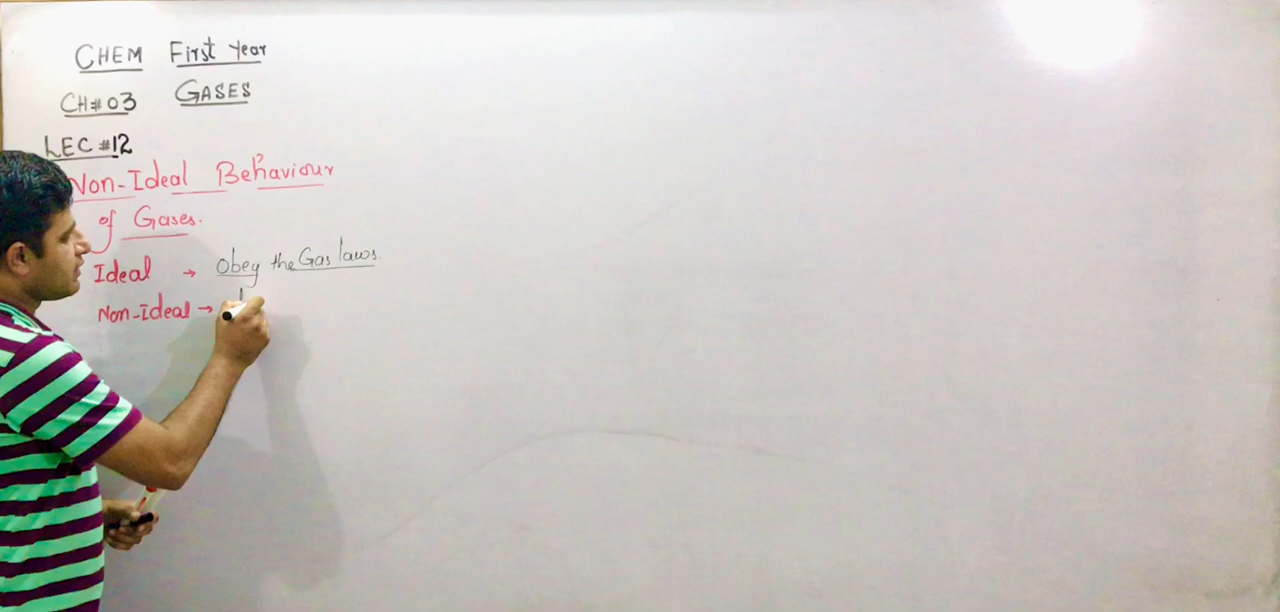 CHEM First Year
CH#03 GASES
LEC #12
Non-Ideal Behaviour
of Gases.
Ideal → Obey the Gas laws.
Non-Ideal →